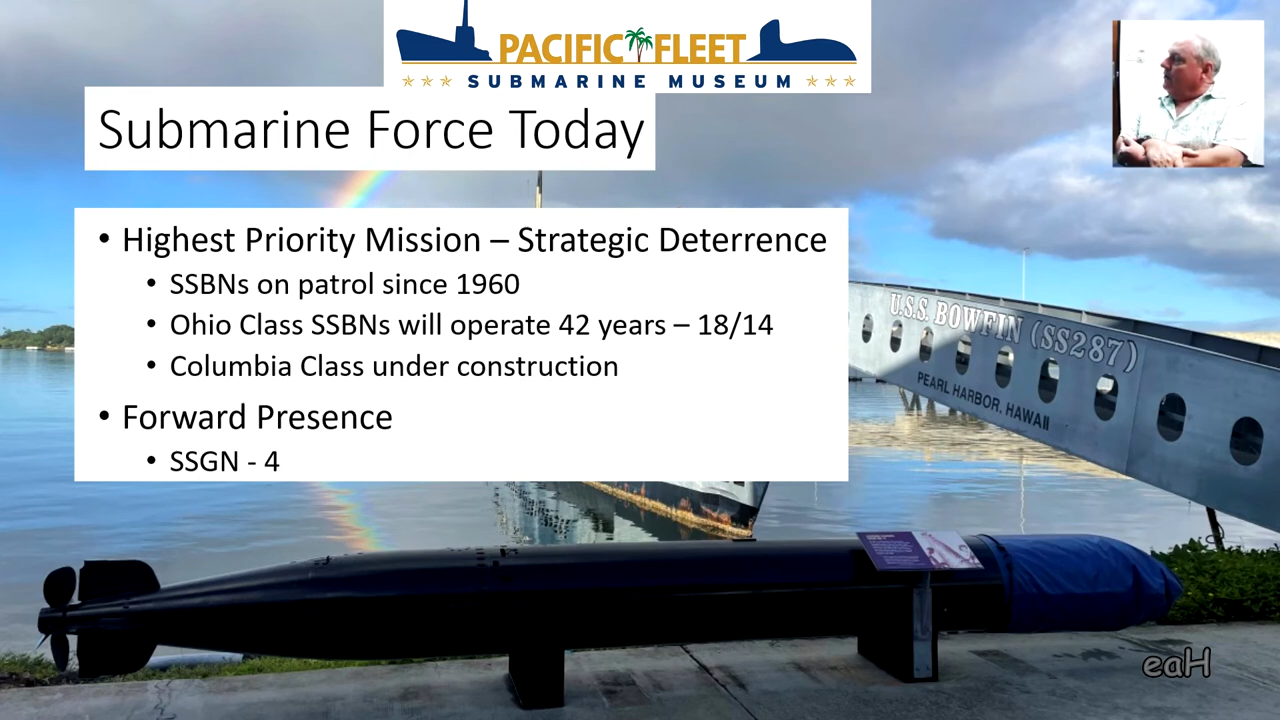 PACIFIC FLEET
SUBMARINE MUSEUM
Submarine Force Today
• Highest Priority Mission – Strategic Deterrence
• SSBNs on patrol since 1960
• Ohio Class SSBNs will operate 42 years – 18/14
• Columbia Class under construction
• Forward Presence
• SSGN - 4
U.S.S. BOWFIN (SS287)
PEARL HARBOR, HAWAII
eaH